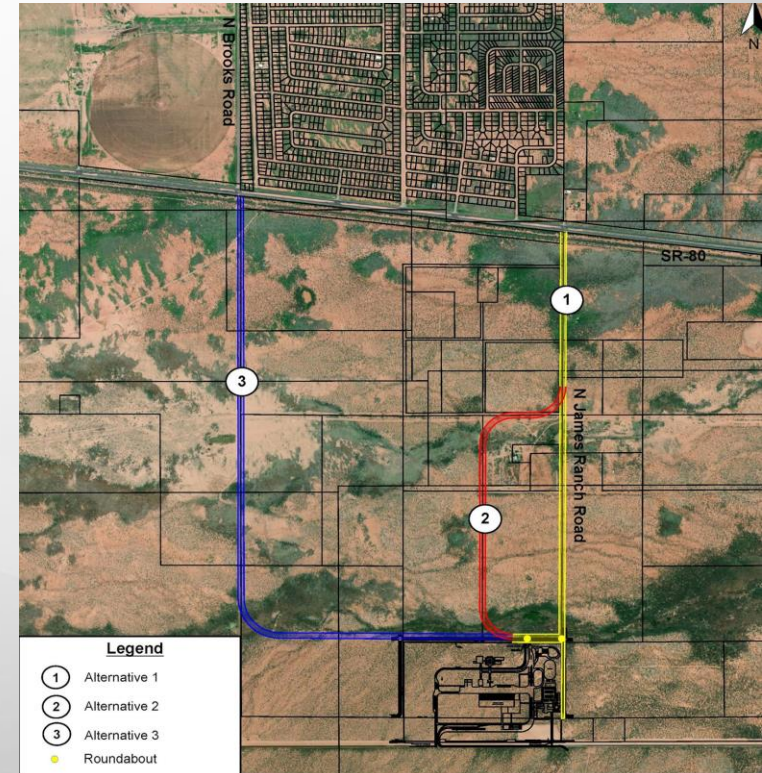 N
N Brooks Road
SR-80
1
3
N James Ranch Road
2
Legend
1 Alternative 1
2 Alternative 2
3 Alternative 3
Roundabout